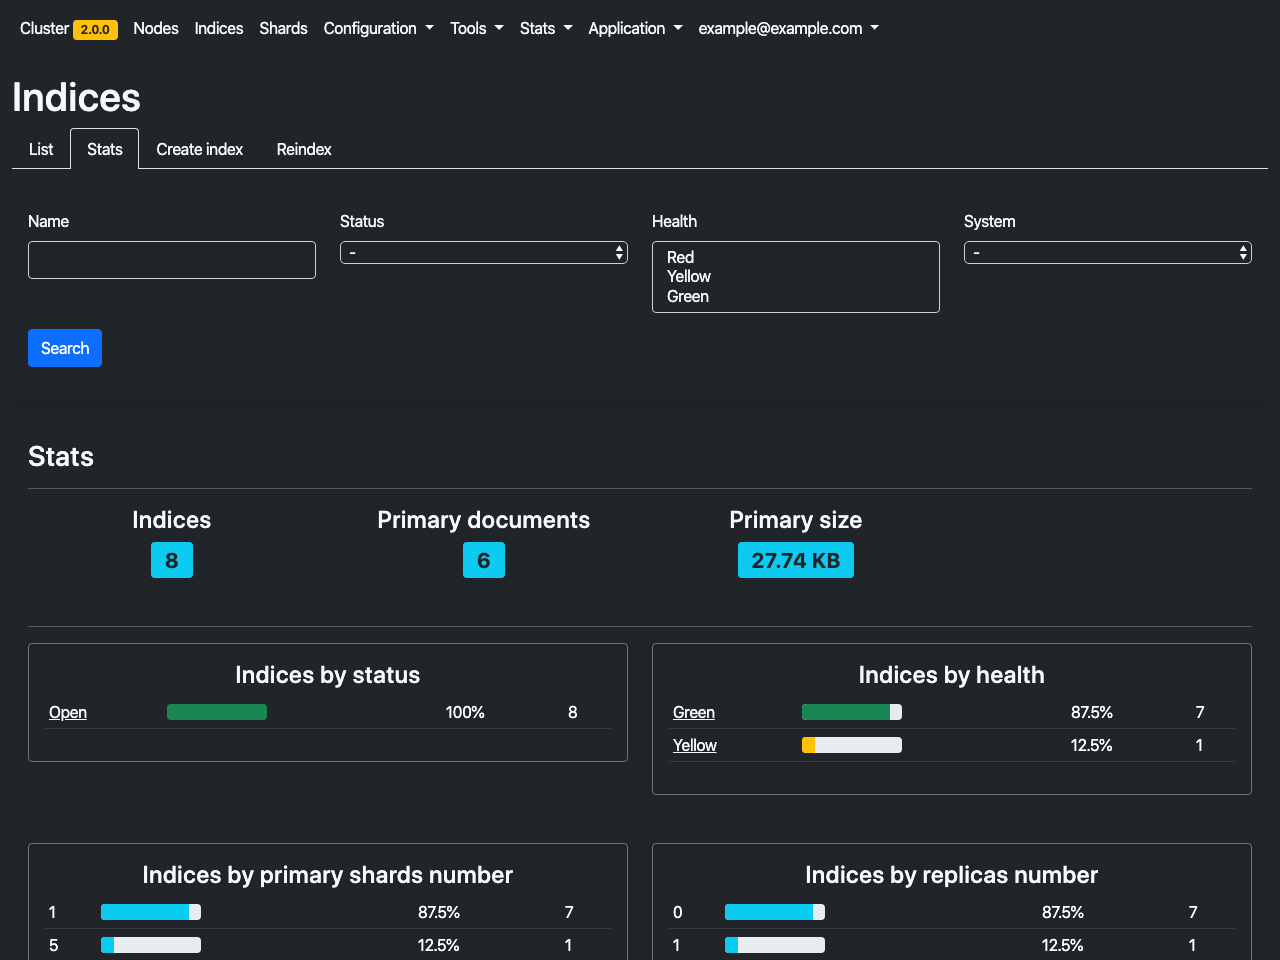 Cluster 2.0.0 Nodes Indices Shards Configuration Tools Stats Application example@example.com
Indices
List Stats Create index Reindex
Name Status Health System
- Red -
Yellow
Green
Search
Stats
Indices Primary documents Primary size
8 6 27.74 KB
Indices by status
Open 100% 8
Indices by health
Green 87.5% 7
Yellow 12.5% 1
Indices by primary shards number
1 87.5% 7
5 12.5% 1
Indices by replicas number
0 87.5% 7
1 12.5% 1